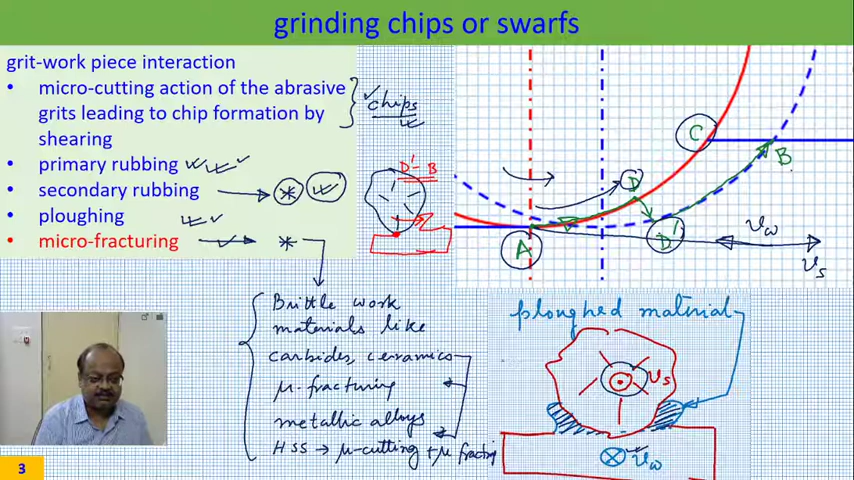 grinding chips or swarfs
grit-work piece interaction
• micro-cutting action of the abrasive
grits leading to chip formation by
shearing
• primary rubbing
• secondary rubbing
• ploughing
• micro-fracturing
chips
*
*
D' - B
A
D
D'
C
B
vw
vs
Brittle work
materials like
carbides, ceramics
μ-fracturing
metallic alloys
HSS → μ-cutting + μ fracturing
ploughed material
vs
vw
3